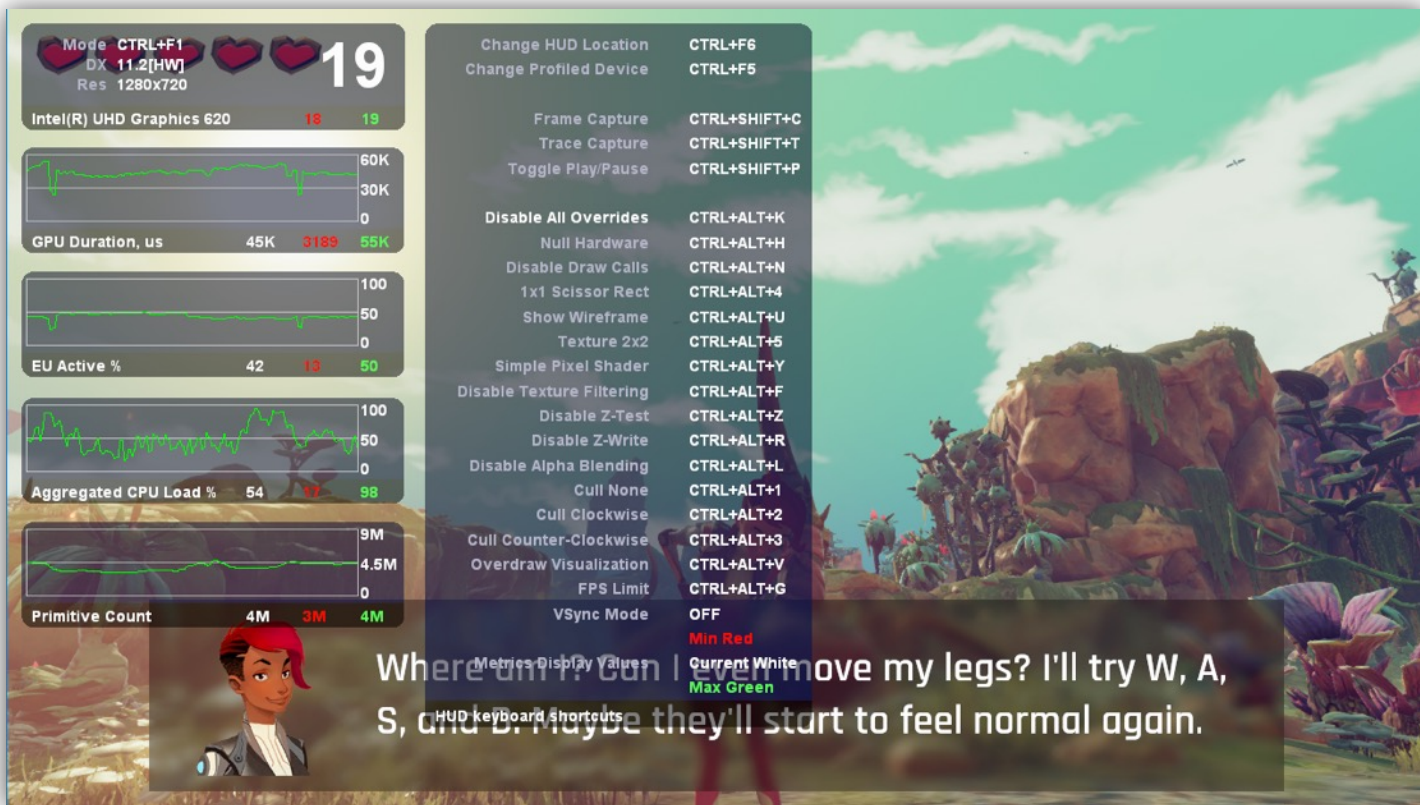 Mode CTRL+F1
DX 11.2[HW]
Res 1280x720
19
Intel(R) UHD Graphics 620 18 19
60K
30K
0
GPU Duration, us 45K 3189 55K
100
50
0
EU Active % 42 13 50
100
50
0
Aggregated CPU Load % 54 17 98
9M
4.5M
0
Primitive Count 4M 3M 4M
Change HUD Location CTRL+F6
Change Profiled Device CTRL+F5
Frame Capture CTRL+SHIFT+C
Trace Capture CTRL+SHIFT+T
Toggle Play/Pause CTRL+SHIFT+P
Disable All Overrides CTRL+ALT+K
Null Hardware CTRL+ALT+H
Disable Draw Calls CTRL+ALT+N
1x1 Scissor Rect CTRL+ALT+4
Show Wireframe CTRL+ALT+U
Texture 2x2 CTRL+ALT+5
Simple Pixel Shader CTRL+ALT+Y
Disable Texture Filtering CTRL+ALT+F
Disable Z-Test CTRL+ALT+Z
Disable Z-Write CTRL+ALT+R
Disable Alpha Blending CTRL+ALT+L
Cull None CTRL+ALT+1
Cull Clockwise CTRL+ALT+2
Cull Counter-Clockwise CTRL+ALT+3
Overdraw Visualization CTRL+ALT+V
FPS Limit CTRL+ALT+G
VSync Mode OFF
Min Red
Metrics Display Values Current White
Max Green
HUD keyboard shortcuts
Where am I? Can I even move my legs? I'll try W, A,
S, and D. Maybe they'll start to feel normal again.